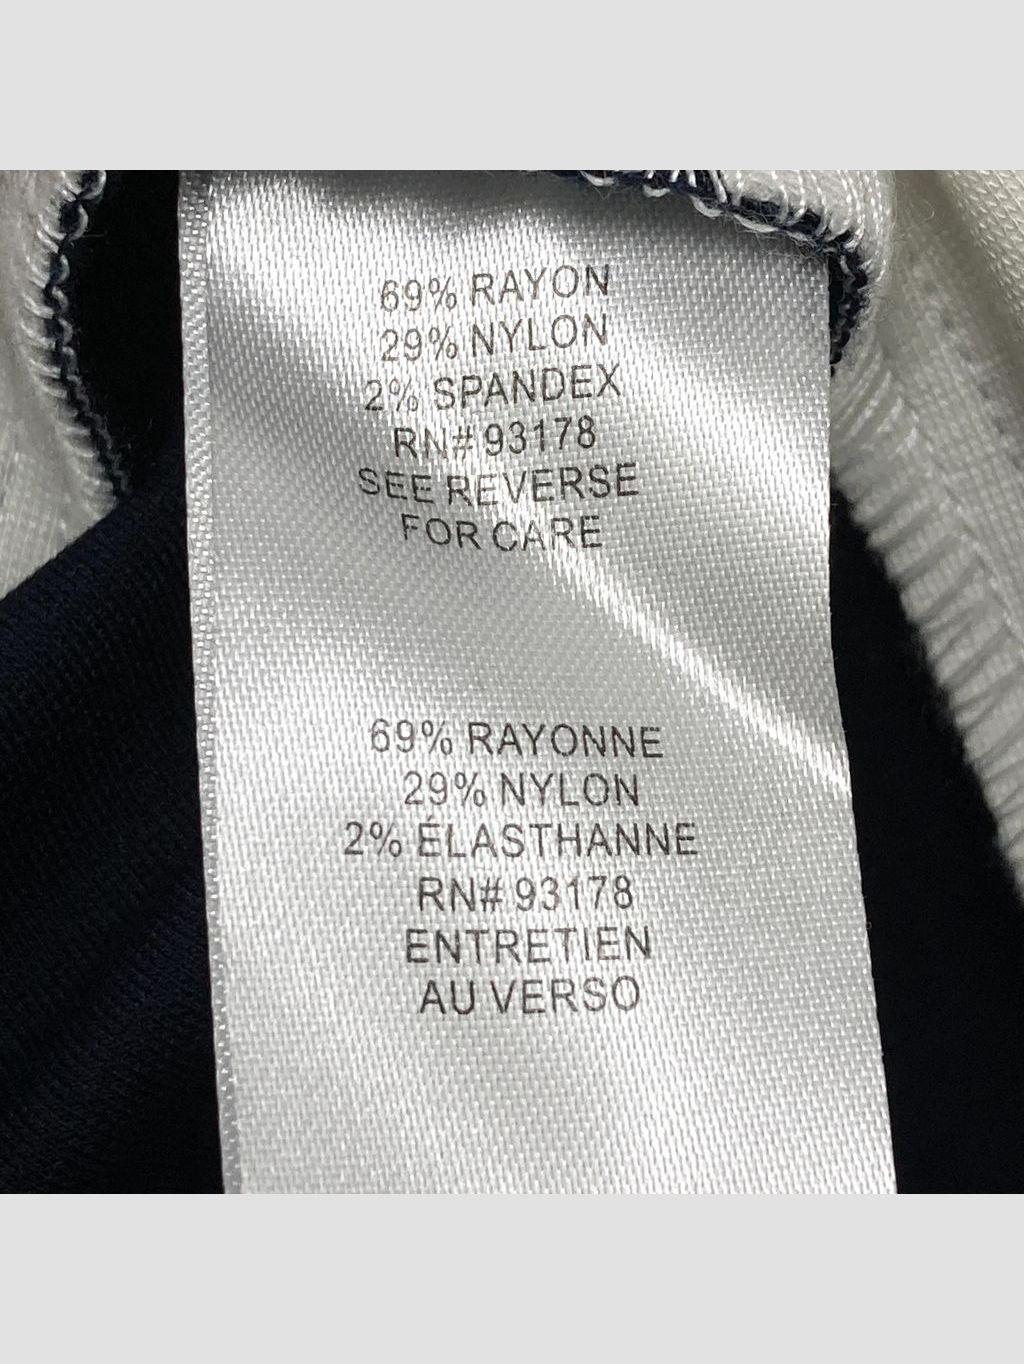 69% RAYON
29% NYLON
2% SPANDEX
RN# 93178
SEE REVERSE
FOR CARE
69% RAYONNE
29% NYLON
2% ÉLASTHANNE
RN# 93178
ENTRETIEN
AU VERSO